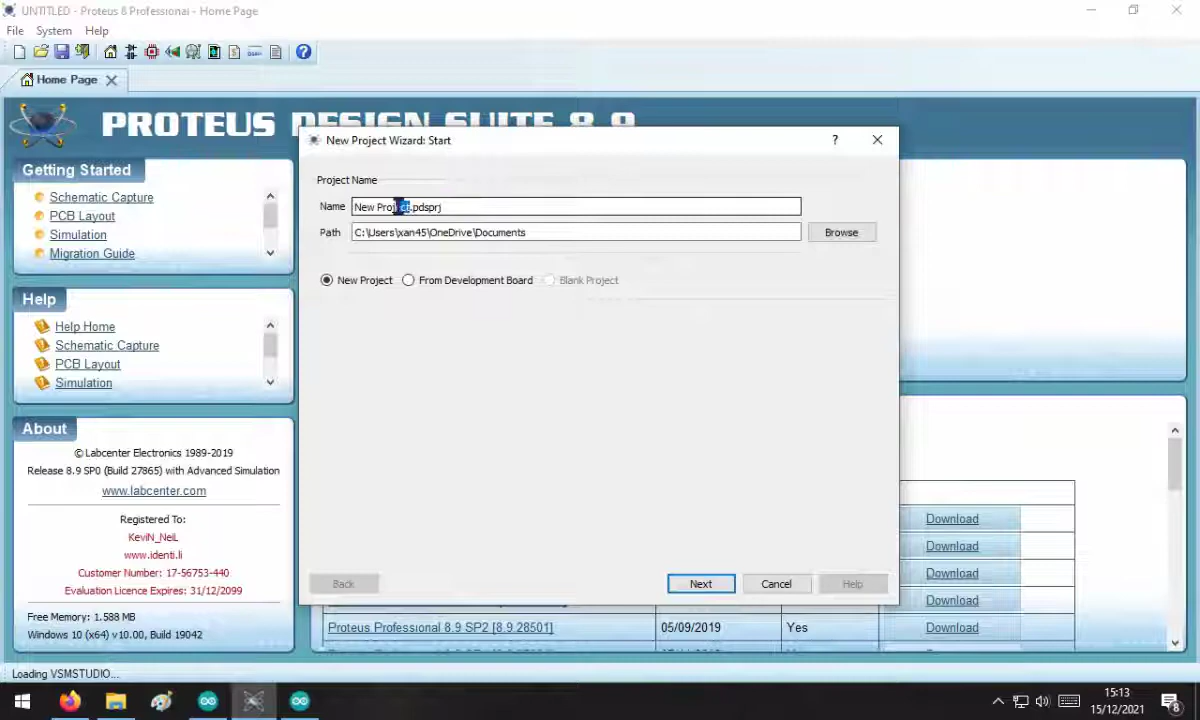 UNTITLED - Proteus 8 Professional - Home Page
File System Help
Home Page
PROTEUS DESIGN SUITE 8.9
Getting Started
Schematic Capture
PCB Layout
Simulation
Migration Guide
Help
Help Home
Schematic Capture
PCB Layout
Simulation
About
© Labcenter Electronics 1989-2019
Release 8.9 SP0 (Build 27865) with Advanced Simulation
www.labcenter.com
Registered To:
KeviN_NeiL
www.identi.li
Customer Number: 17-56753-440
Evaluation Licence Expires: 31/12/2099
Free Memory: 1.588 MB
Windows 10 (x64) v10.00, Build 19042
New Project Wizard: Start
?
Project Name
Name New Project.pdsprj
Path C:\Users\xan45\OneDrive\Documents Browse
New Project From Development Board Blank Project
Back Next Cancel Help
Download
Download
Download
Download
Proteus Professional 8.9 SP2 [8.9.28501] 05/09/2019 Yes Download
Loading VSMSTUDIO...
15:13
15/12/2021
8